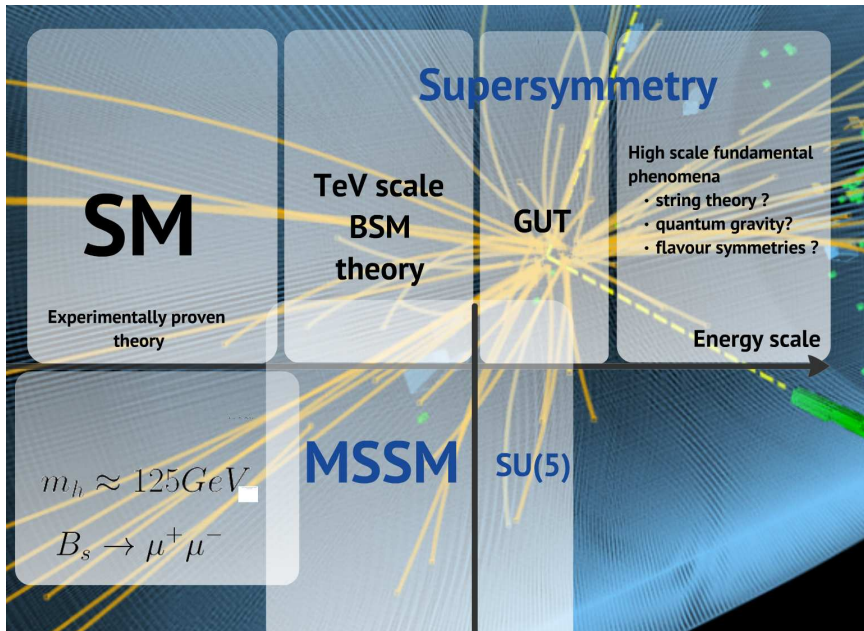 Supersymmetry
SM
Experimentally proven
theory
TeV scale
BSM
theory
GUT
High scale fundamental
phenomena
• string theory ?
• quantum gravity?
• flavour symmetries ?
Energy scale
m_h ≈ 125GeV
B_s → μ⁺μ⁻
MSSM
SU(5)